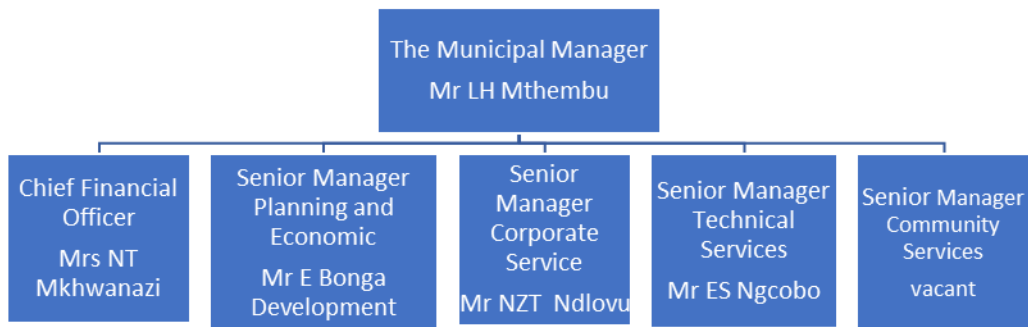 The Municipal Manager
Mr LH Mthembu
Chief Financial
Officer
Mrs NT
Mkhwanazi
Senior Manager
Planning and
Economic
Mr E Bonga
Development
Senior
Manager
Corporate
Service
Mr NZT Ndlovu
Senior Manager
Technical
Services
Mr ES Ngcobo
Senior Manager
Community
Services
vacant